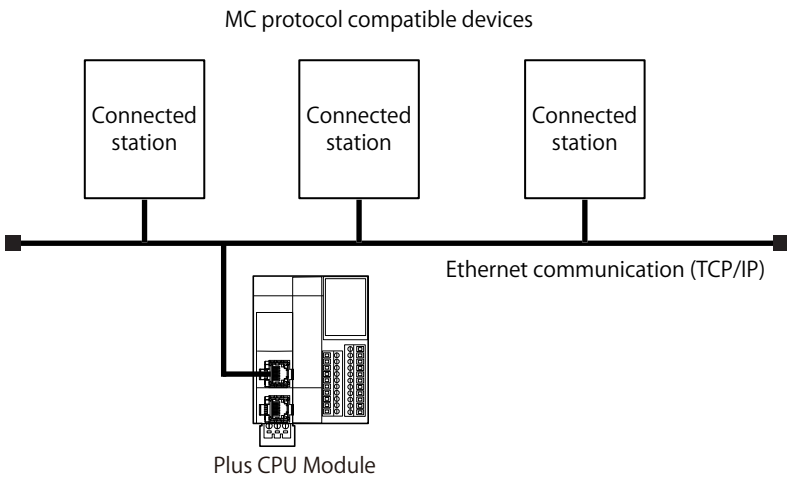 MC protocol compatible devices
Connected
station
Connected
station
Connected
station
Ethernet communication (TCP/IP)
Plus CPU Module